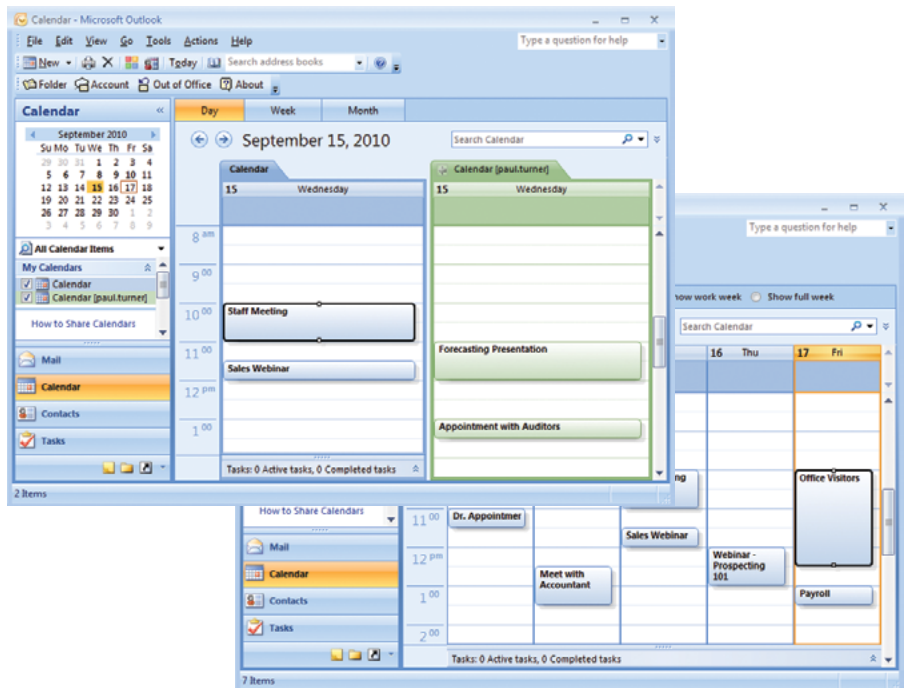 Calendar - Microsoft Outlook
File Edit View Go Tools Actions Help
Type a question for help
New Today Search address books
Folder Account Out of Office About
Calendar «
Day Week Month
September 2010
Su Mo Tu We Th Fr Sa
29 30 31 1 2 3 4
5 6 7 8 9 10 11
12 13 14 15 16 17 18
19 20 21 22 23 24 25
26 27 28 29 30 1 2
3 4 5 6 7 8 9
All Calendar Items
My Calendars
Calendar
Calendar [paul.turner]
How to Share Calendars
Mail
Calendar
Contacts
Tasks
2 Items
September 15, 2010
Search Calendar
Calendar
15 Wednesday
Calendar [paul.turner]
15 Wednesday
8 am
9 00
10 00
Staff Meeting
11 00
Sales Webinar
12 pm
1 00
Forecasting Presentation
Appointment with Auditors
Tasks: 0 Active tasks, 0 Completed tasks
Type a question for help
how work week Show full week
Search Calendar
16 Thu
17 Fri
How to Share Calendars
Mail
Calendar
Contacts
Tasks
11 00
12 pm
1 00
2 00
Dr. Appointmer
Meet with
Accountant
ng
Sales Webinar
Webinar -
Prospecting
101
Office Visitors
Payroll
Tasks: 0 Active tasks, 0 Completed tasks
7 Items